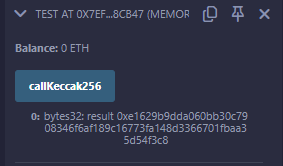 TEST AT 0X7EF...8CB47 (MEMOR
Balance: 0 ETH
callKeccak256
0: bytes32: result 0xe1629b9dda060bb30c79
08346f6af189c16773fa148d3366701fbaa3
5d54f3c8